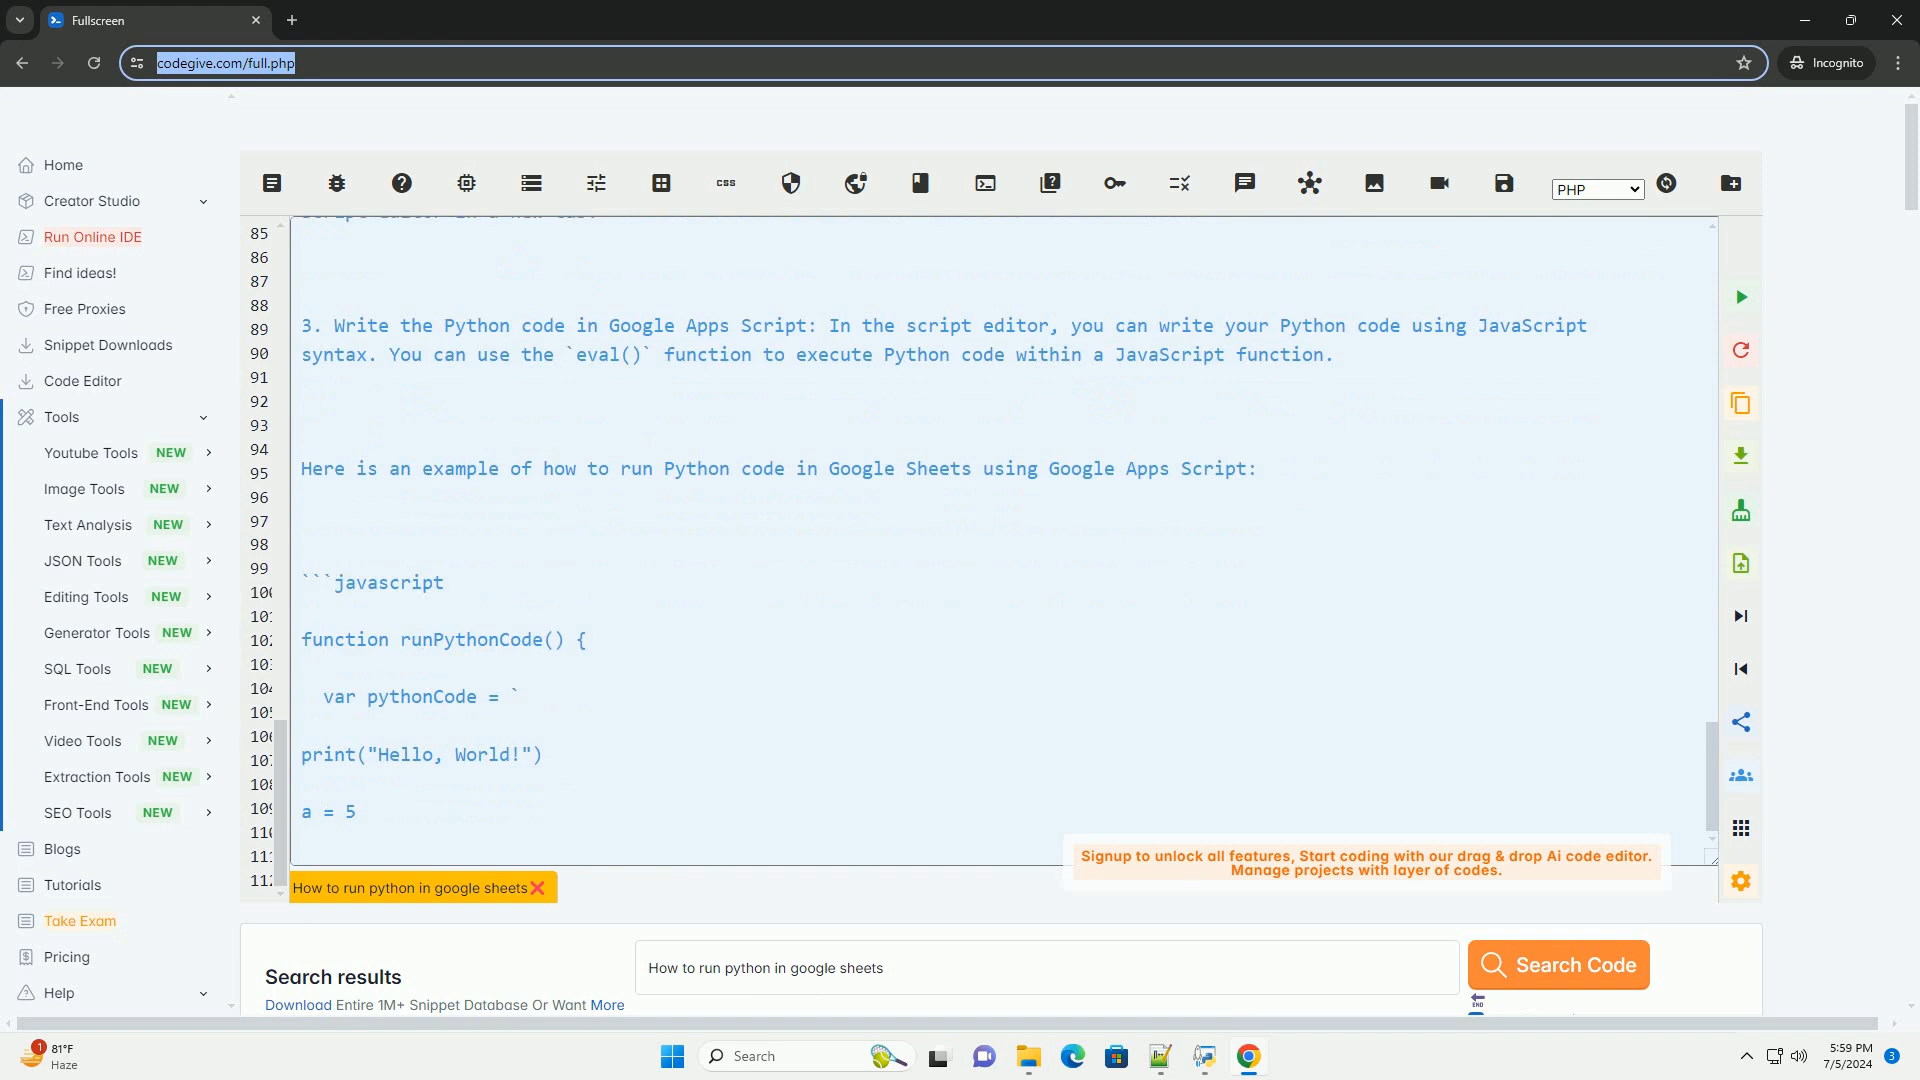 Fullscreen
codegive.com/full.php
Incognito
Home
Creator Studio
Run Online IDE
Find ideas!
Free Proxies
Snippet Downloads
Code Editor
Tools
Youtube Tools NEW
Image Tools NEW
Text Analysis NEW
JSON Tools NEW
Editing Tools NEW
Generator Tools NEW
SQL Tools NEW
Front-End Tools NEW
Video Tools NEW
Extraction Tools NEW
SEO Tools NEW
Blogs
Tutorials
Take Exam
Pricing
Help
css
PHP
85
86
87
88
89
90
91
92
93
94
95
96
97
98
99
3. Write the Python code in Google Apps Script: In the script editor, you can write your Python code using JavaScript
syntax. You can use the `eval()` function to execute Python code within a JavaScript function.
Here is an example of how to run Python code in Google Sheets using Google Apps Script:
```javascript
function runPythonCode() {
var pythonCode = `
print("Hello, World!")
a = 5
Signup to unlock all features, Start coding with our drag & drop Ai code editor.
Manage projects with layer of codes.
How to run python in google sheets
Search results
Download Entire 1M+ Snippet Database Or Want More
How to run python in google sheets
Search Code
END
1
81°F
Haze
Search
5:59 PM
7/5/2024
3